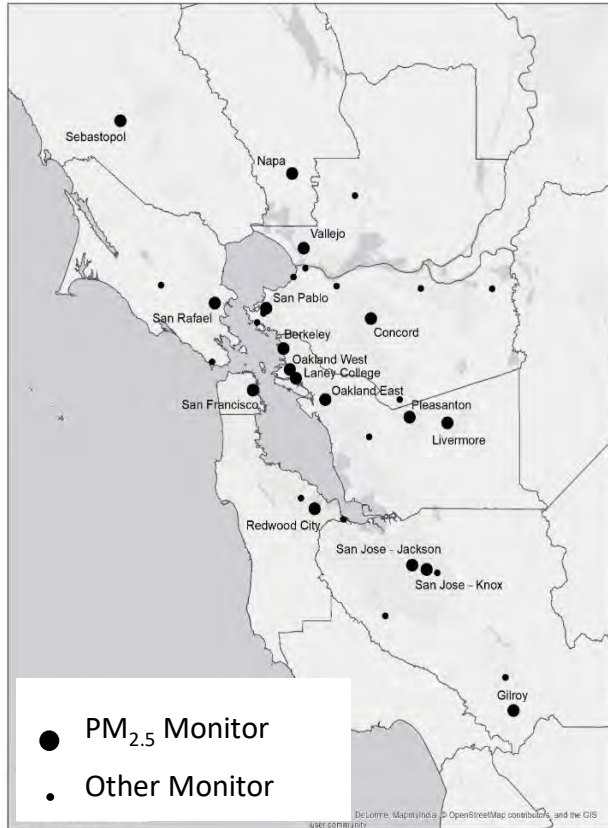 Sebastopol
Napa
Vallejo
San Pablo
San Rafael
Concord
Berkeley
Oakland West
Laney College
San Francisco
Oakland East
Pleasanton
Livermore
Redwood City
San Jose - Jackson
San Jose - Knox
Gilroy
PM2.5 Monitor
Other Monitor
DeLorme, MapmyIndia, © OpenStreetMap contributors, and the GIS
user community